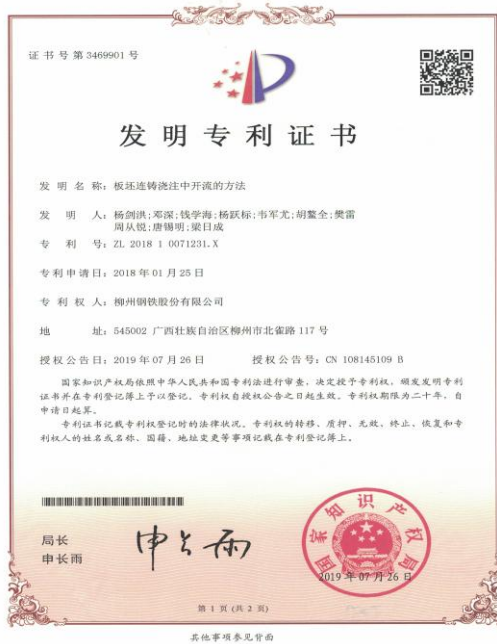 证书号第3469901号
发明专利证书
发 明 名 称：板坯连铸浇注中开流的方法
发 明 人：杨剑洪;邓深;钱学海;杨跃标;韦军尤;胡鳌全;樊雷
周从锐;唐锡明;梁日成
专 利 号：ZL 2018 1 0071231.X
专利申请日：2018年01月25日
专 利 权 人：柳州钢铁股份有限公司
地 址：545002 广西壮族自治区柳州市北雀路117号
授权公告日：2019年07月26日 授权公告号：CN 108145109 B
国家知识产权局依照中华人民共和国专利法进行审查，决定授予专利权，颁发发明专利
证书并在专利登记簿上予以登记。专利权自授权公告之日起生效。专利权期限为二十年，自
申请日起算。
专利证书记载专利权登记时的法律状况。专利权的转移、质押、无效、终止、恢复和专
利权人的姓名或名称、国籍、地址变更等事项记载在专利登记簿上。
局长
申长雨
申长雨
国家知识产权局
2019年07月26日
第 1 页 (共 2 页)
其他事项参见背面